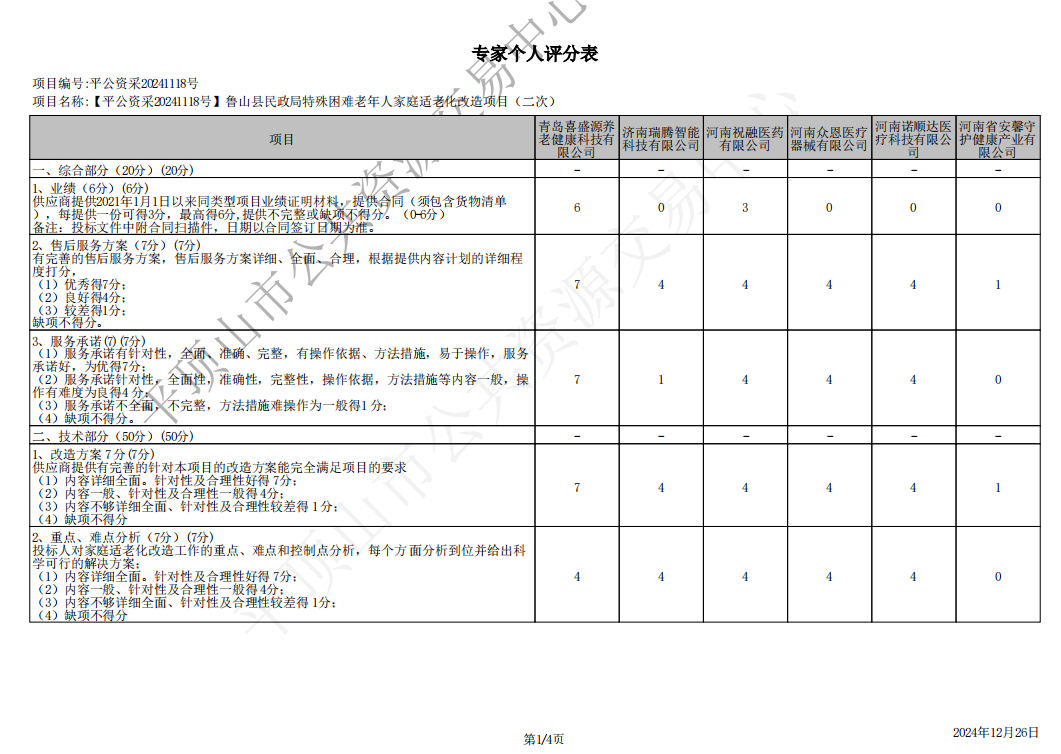 专家个人评分表
项目编号:平公资采20241118号
项目名称:【平公资采20241118号】鲁山县民政局特殊困难老年人家庭适老化改造项目（二次）
项目
青岛喜盛源养
老健康科技有
限公司
济南瑞腾智能
科技有限公司
河南祝融医药
有限公司
河南众恩医疗
器械有限公司
河南诺顺达医
疗科技有限公
司
河南省安馨守
护健康产业有
限公司
一、综合部分（20分）(20分)
- - - - - -
1、业绩（6分）(6分)
供应商提供2021年1月1日以来同类型项目业绩证明材料，提供合同（须包含货物清单
），每提供一份可得3分，最高得6分,提供不完整或缺项不得分。（0-6分）
备注：投标文件中附合同扫描件，日期以合同签订日期为准。
6 0 3 0 0 0
2、售后服务方案（7分）(7分)
有完善的售后服务方案，售后服务方案详细、全面、合理，根据提供内容计划的详细程
度打分，
（1）优秀得7分；
（2）良好得4分；
（3）较差得1分；
缺项不得分。
7 4 4 4 4 1
3、服务承诺(7)(7分)
（1）服务承诺有针对性，全面、准确、完整，有操作依据、方法措施，易于操作，服务
承诺好，为优得7分；
（2）服务承诺针对性，全面性，准确性，完整性，操作依据，方法措施等内容一般，操
作有难度为良得4 分；
（3）服务承诺不全面，不完整，方法措施难操作为一般得1 分；
（4）缺项不得分。
7 1 4 4 4 0
二、技术部分（50分）(50分)
- - - - - -
1、改造方案 7 分(7分)
供应商提供有完善的针对本项目的改造方案能完全满足项目的要求
（1）内容详细全面。针对性及合理性好得 7分；
（2）内容一般、针对性及合理性一般得 4分；
（3）内容不够详细全面、针对性及合理性较差得 1 分；
（4）缺项不得分
7 4 4 4 4 1
2、重点、难点分析（7分）(7分)
投标人对家庭适老化改造工作的重点、难点和控制点分析，每个方面分析到位并给出科
学可行的解决方案；
（1）内容详细全面。针对性及合理性好得 7分；
（2）内容一般、针对性及合理性一般得 4分；
（3）内容不够详细全面、针对性及合理性较差得 1分；
（4）缺项不得分
4 4 4 4 4 0
平顶山市公共资源交易中心
平顶山市公共资源交易中心
第1/4页
2024年12月26日